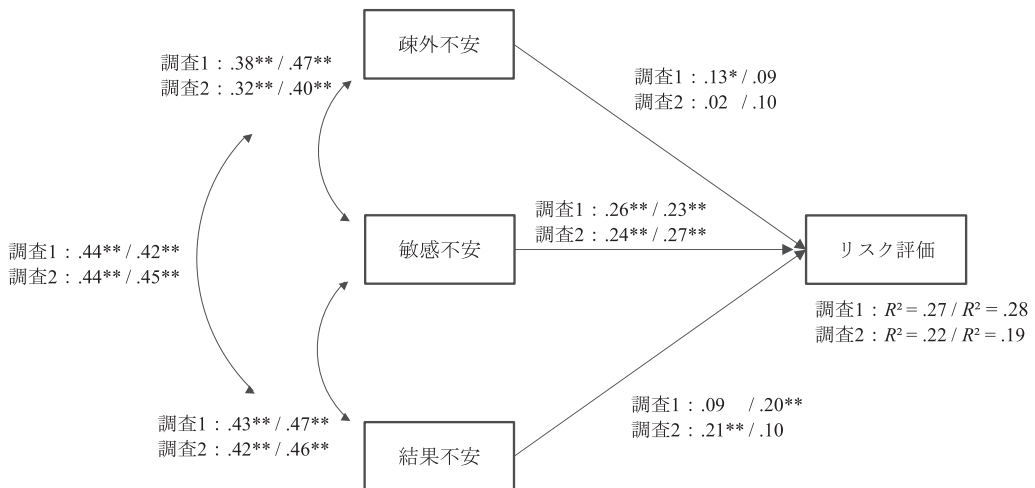 疎外不安
調査1：.38** / .47**
調査2：.32** / .40**
調査1：.13* / .09
調査2：.02 / .10
調査1：.44** / .42**
調査2：.44** / .45**
敏感不安
調査1：.26** / .23**
調査2：.24** / .27**
リスク評価
調査1：R² = .27 / R² = .28
調査2：R² = .22 / R² = .19
調査1：.43** / .47**
調査2：.42** / .46**
結果不安
調査1：.09 / .20**
調査2：.21** / .10